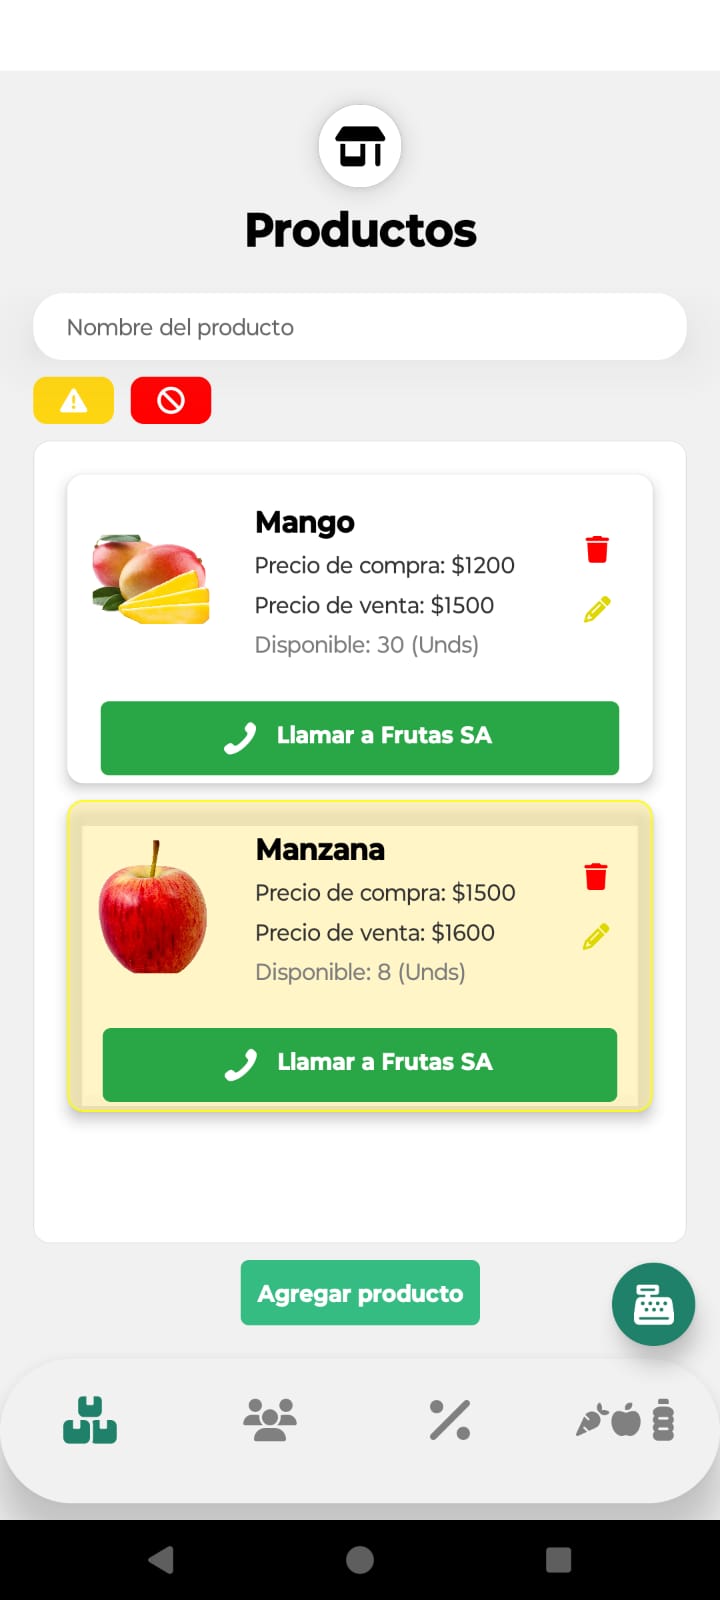 Productos
Nombre del producto
Mango
Precio de compra: $1200
Precio de venta: $1500
Disponible: 30 (Unds)
Llamar a Frutas SA
Manzana
Precio de compra: $1500
Precio de venta: $1600
Disponible: 8 (Unds)
Llamar a Frutas SA
Agregar producto